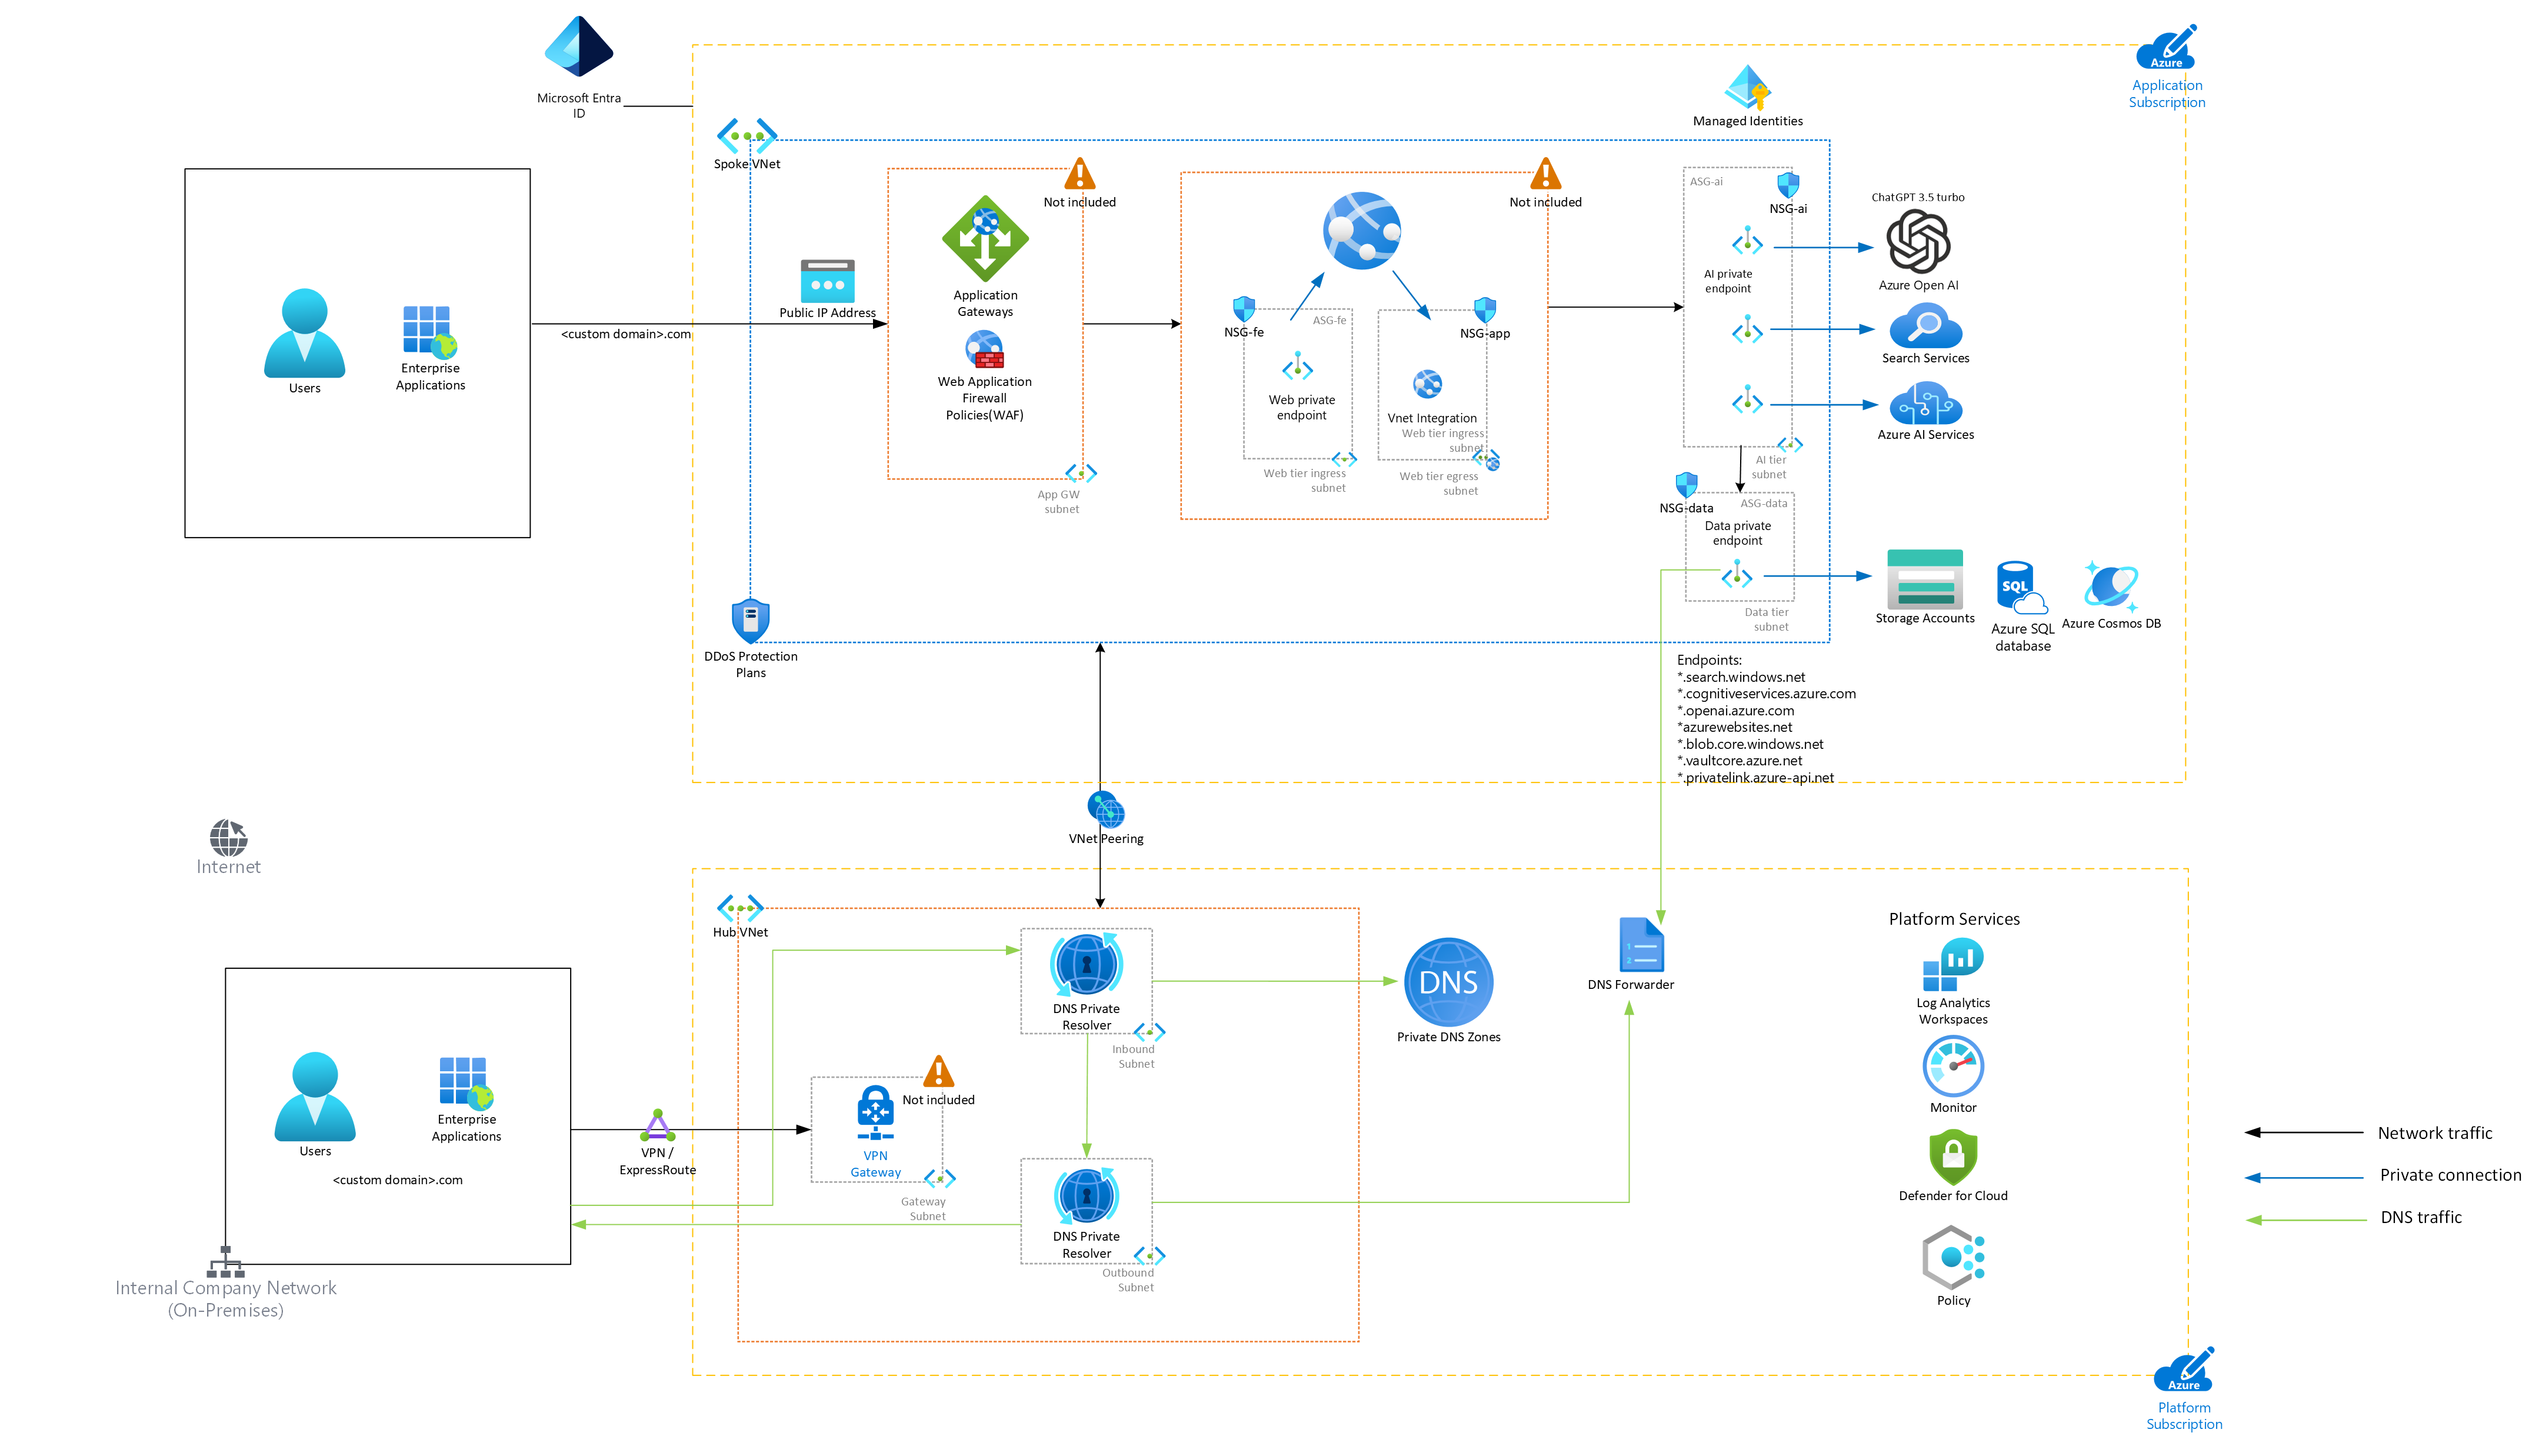 Microsoft Entra
ID
Azure
Application
Subscription
Managed Identities
Spoke VNet
Not included
Not included
ASG-ai
NSG-ai
ChatGPT 3.5 turbo
Azure Open AI
AI private
endpoint
Search Services
Azure AI Services
AI tier
subnet
Public IP Address
<custom domain>.com
Users
Enterprise
Applications
Application
Gateways
Web Application
Firewall
Policies(WAF)
App GW
subnet
NSG-fe
ASG-fe
Web private
endpoint
Web tier ingress
subnet
NSG-app
Vnet Integration
Web tier ingress
subnet
Web tier egress
subnet
NSG-data
ASG-data
Data private
endpoint
Data tier
subnet
Storage Accounts
SQL
Azure SQL
database
Azure Cosmos DB
DDoS Protection
Plans
Endpoints:
*.search.windows.net
*.cognitiveservices.azure.com
*.openai.azure.com
*azurewebsites.net
*.blob.core.windows.net
*.vaultcore.azure.net
*.privatelink.azure-api.net
VNet Peering
Internet
Hub VNet
DNS Private
Resolver
Inbound
Subnet
DNS
Private DNS Zones
1
2
DNS Forwarder
Platform Services
Log Analytics
Workspaces
Monitor
Defender for Cloud
Policy
Users
Enterprise
Applications
<custom domain>.com
VPN /
ExpressRoute
Not included
VPN
Gateway
Gateway
Subnet
DNS Private
Resolver
Outbound
Subnet
Internal Company Network
(On-Premises)
Network traffic
Private connection
DNS traffic
Azure
Platform
Subscription